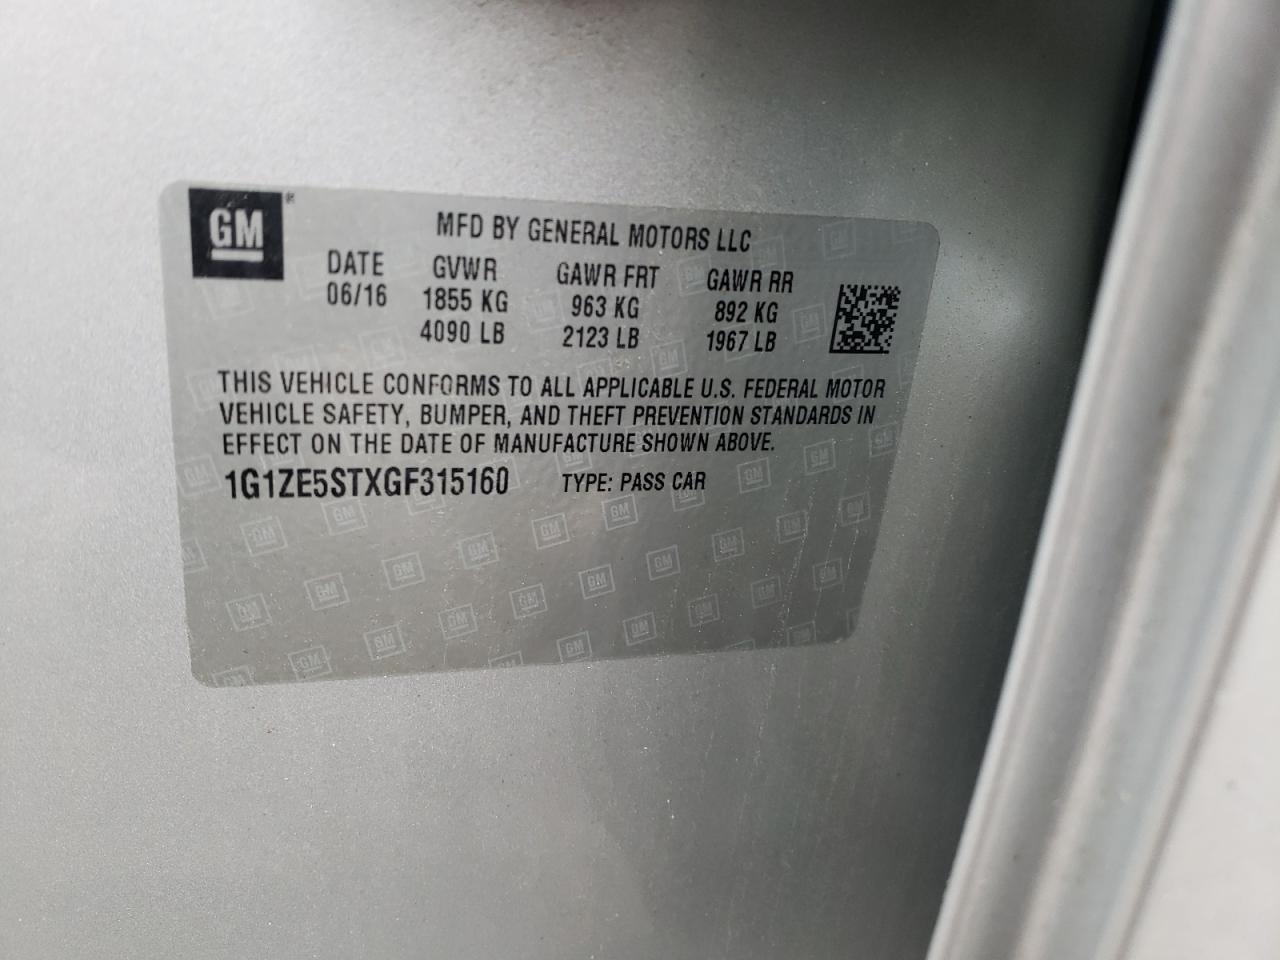 GM®
MFD BY GENERAL MOTORS LLC
DATE GVWR GAWR FRT GAWR RR
06/16 1855 KG 963 KG 892 KG
4090 LB 2123 LB 1967 LB
THIS VEHICLE CONFORMS TO ALL APPLICABLE U.S. FEDERAL MOTOR
VEHICLE SAFETY, BUMPER, AND THEFT PREVENTION STANDARDS IN
EFFECT ON THE DATE OF MANUFACTURE SHOWN ABOVE.
1G1ZE5STXGF315160 TYPE: PASS CAR